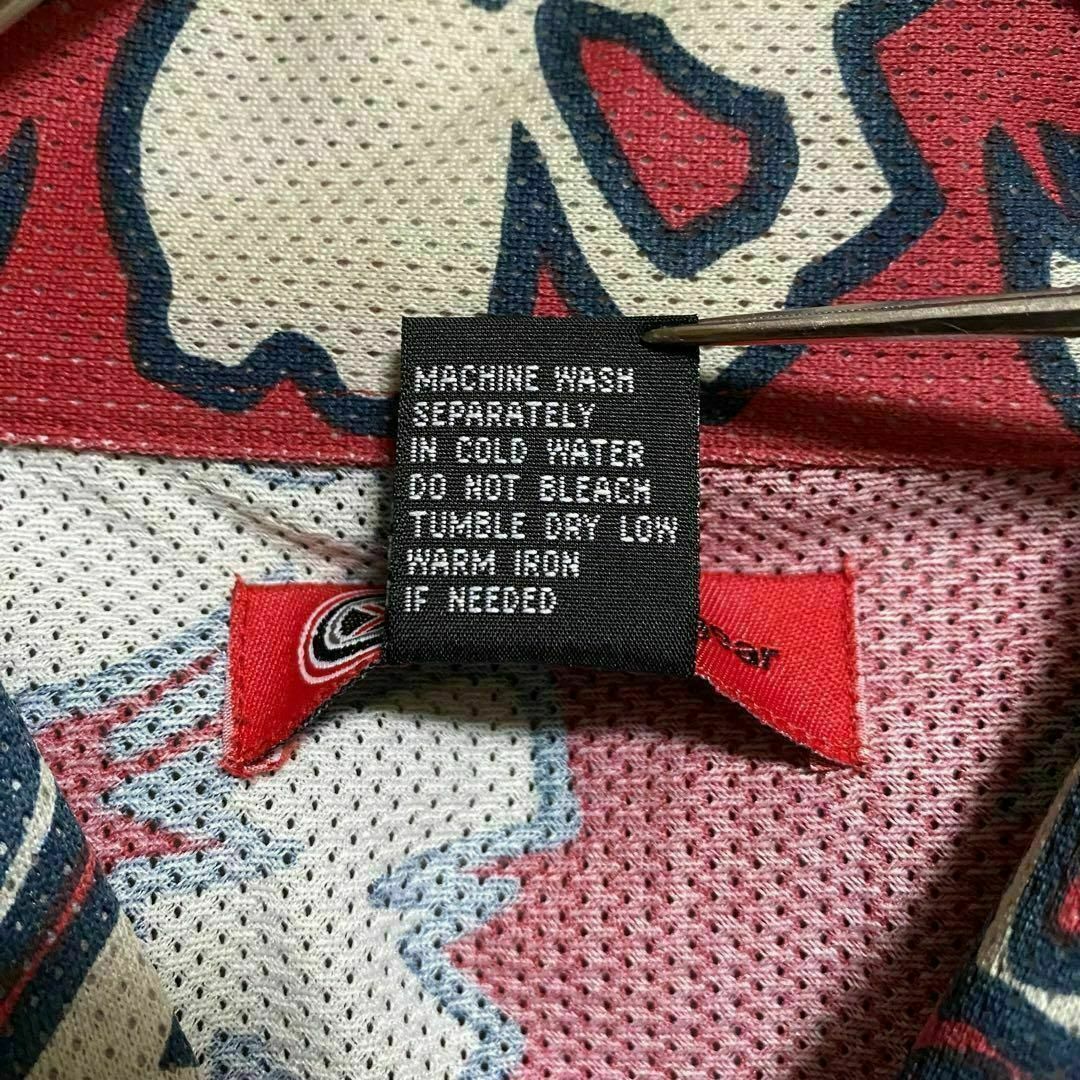 MACHINE WASH
SEPARATELY
IN COLD WATER
DO NOT BLEACH
TUMBLE DRY LOW
WARM IRON
IF NEEDED